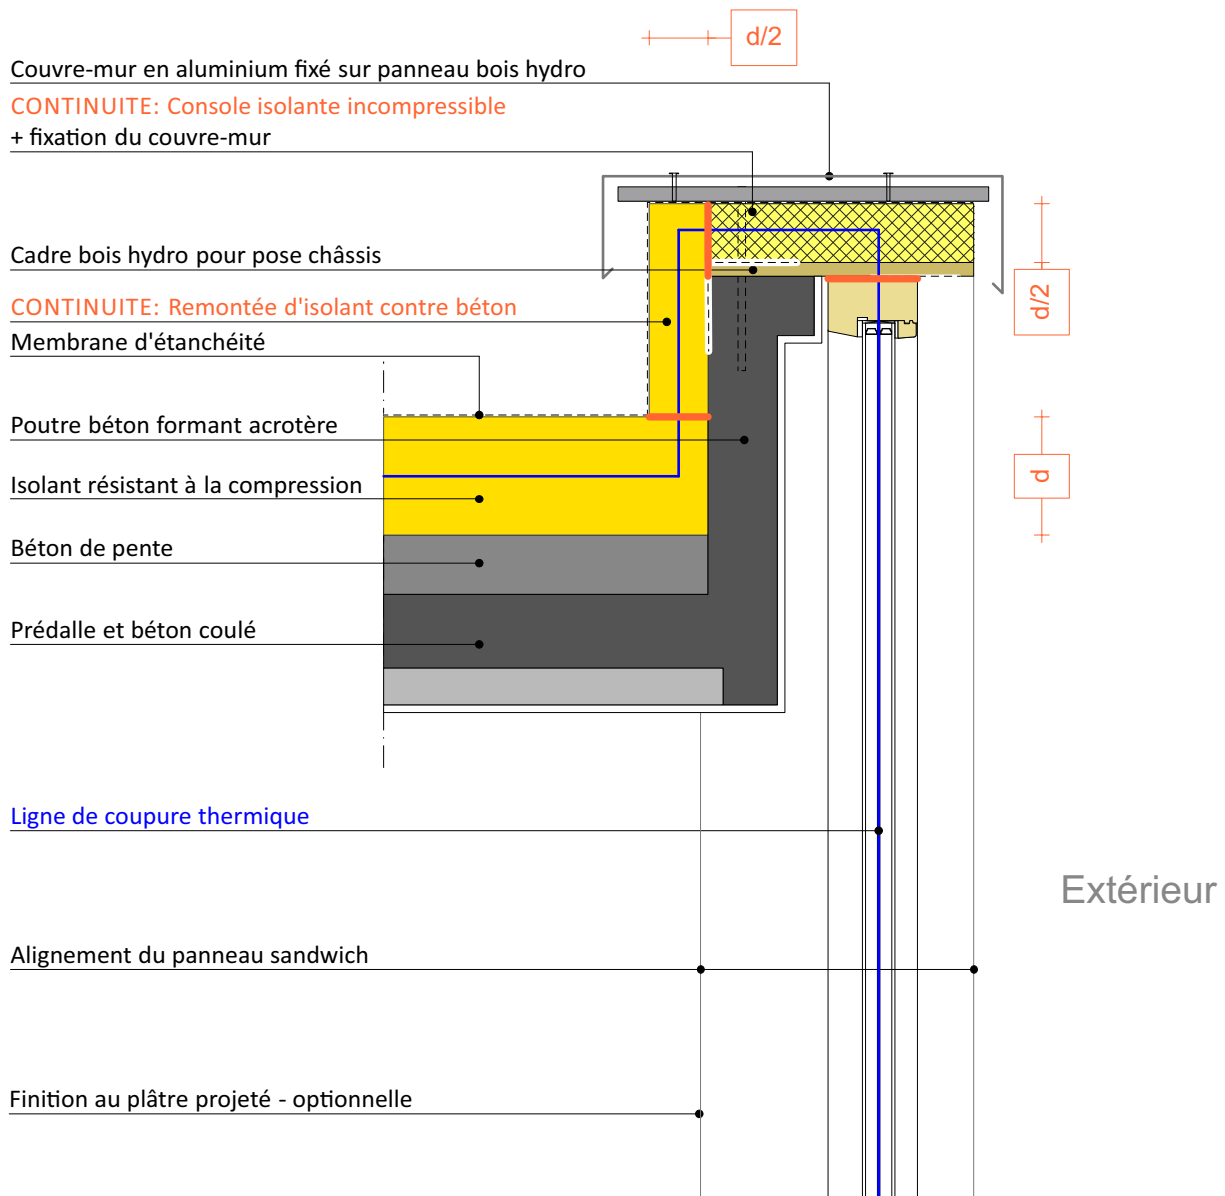 d/2
Couvre-mur en aluminium fixé sur panneau bois hydro
CONTINUITE: Console isolante incompressible
+ fixation du couvre-mur
Cadre bois hydro pour pose châssis
d/2
CONTINUITE: Remontée d'isolant contre béton
Membrane d'étanchéité
Poutre béton formant acrotère
d
Isolant résistant à la compression
Béton de pente
Prédalle et béton coulé
Ligne de coupure thermique
Extérieur
Alignement du panneau sandwich
Finition au plâtre projeté - optionnelle